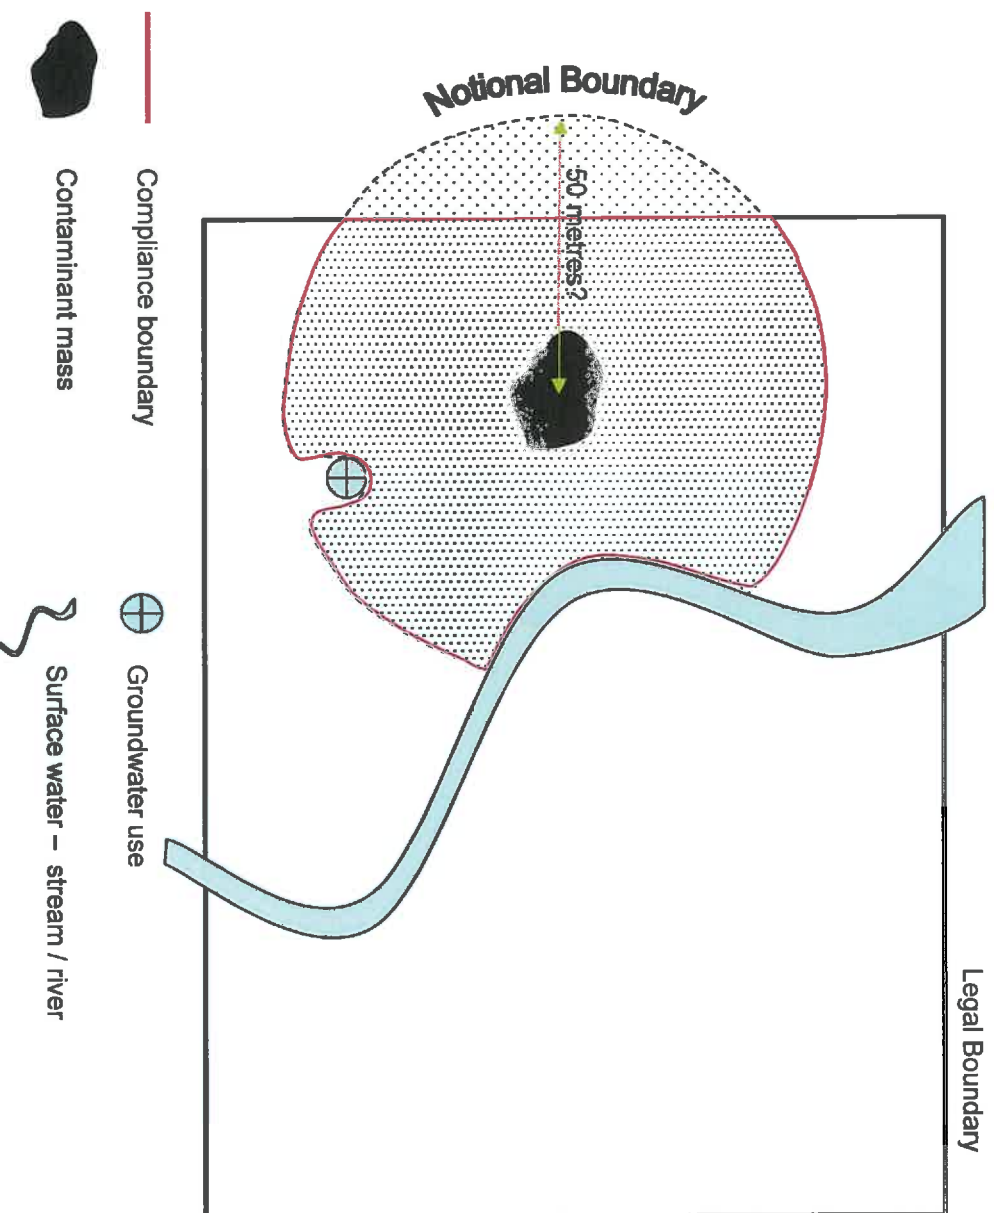 Legal Boundary
Notional Boundary
50 metres?
Compliance boundary
Groundwater use
Contaminant mass
Surface water – stream / river